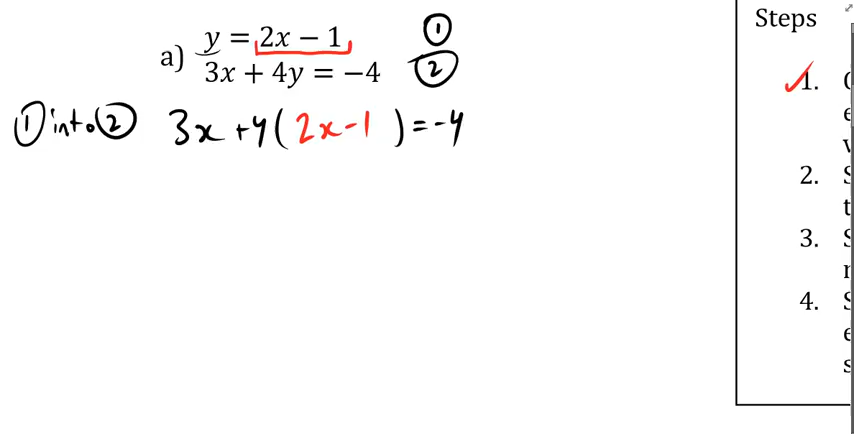 y = 2x − 1 ①
a)
3x + 4y = −4 ②
① into ② 3x + 4(2x-1) = -4
Steps
1.
2. S
3. S
4. S